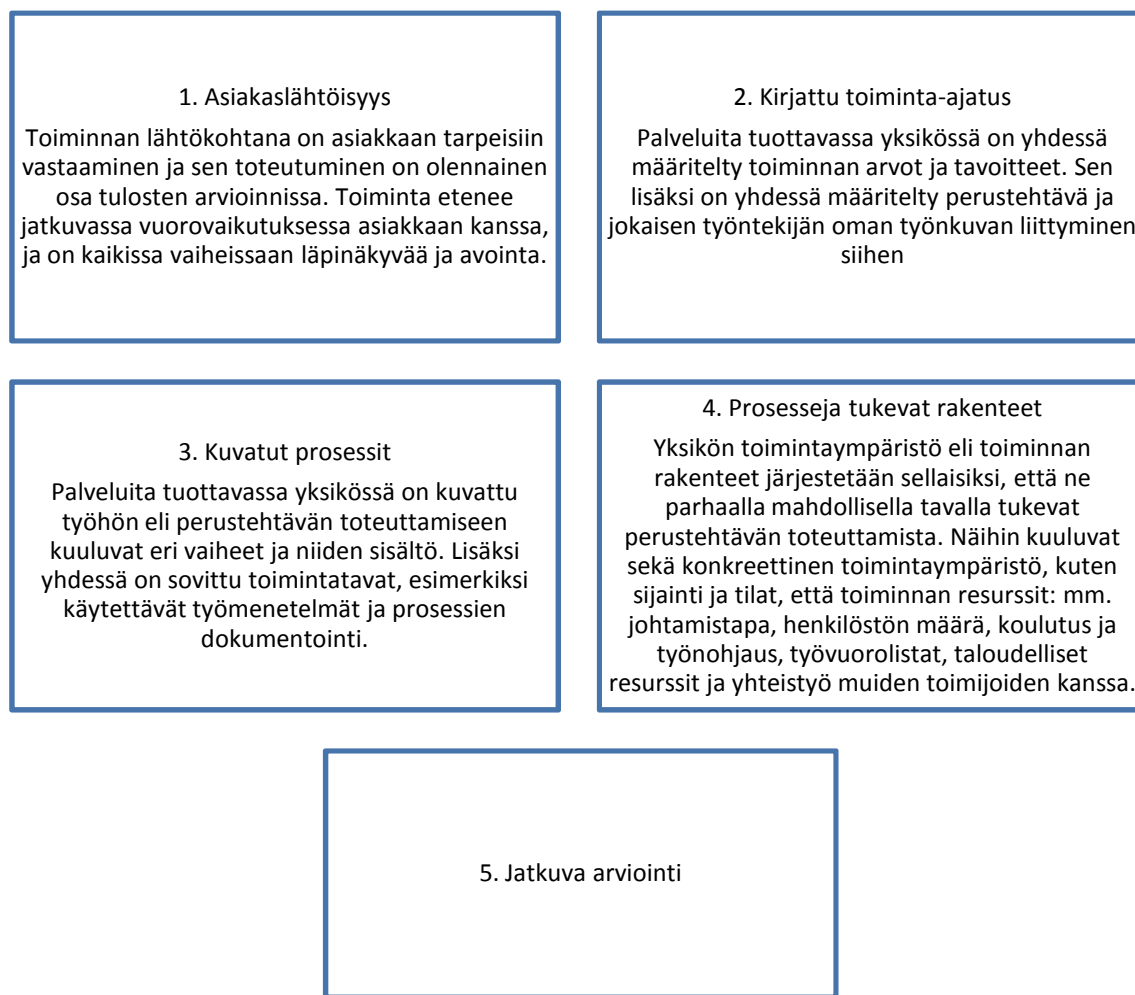 1. Asiakaslähtöisyys
Toiminnan lähtökohtana on asiakkaan tarpeisiin
vastaaminen ja sen toteutuminen on olennainen
osa tulosten arvioinnissa. Toiminta etenee
jatkuvassa vuorovaikutuksessa asiakkaan kanssa,
ja on kaikissa vaiheissaan läpinäkyvää ja avointa.
2. Kirjattu toiminta-ajatus
Palveluita tuottavassa yksikössä on yhdessä
määritelty toiminnan arvot ja tavoitteet. Sen
lisäksi on yhdessä määritelty perustehtävä ja
jokaisen työntekijän oman työnkuvan liittyminen
siihen
3. Kuvatut prosessit
Palveluita tuottavassa yksikössä on kuvattu
työhön eli perustehtävän toteuttamiseen
kuuluvat eri vaiheet ja niiden sisältö. Lisäksi
yhdessä on sovittu toimintatavat, esimerkiksi
käytettävät työmenetelmät ja prosessien
dokumentointi.
4. Prosesseja tukevat rakenteet
Yksikön toimintaympäristö eli toiminnan
rakenteet järjestetään sellaisiksi, että ne
parhaalla mahdollisella tavalla tukevat
perustehtävän toteuttamista. Näihin kuuluvat
sekä konkreettinen toimintaympäristö, kuten
sijainti ja tilat, että toiminnan resurssit: mm.
johtamistapa, henkilöstön määrä, koulutus ja
työnohjaus, työvuorolistat, taloudelliset
resurssit ja yhteistyö muiden toimijoiden kanssa.
5. Jatkuva arviointi